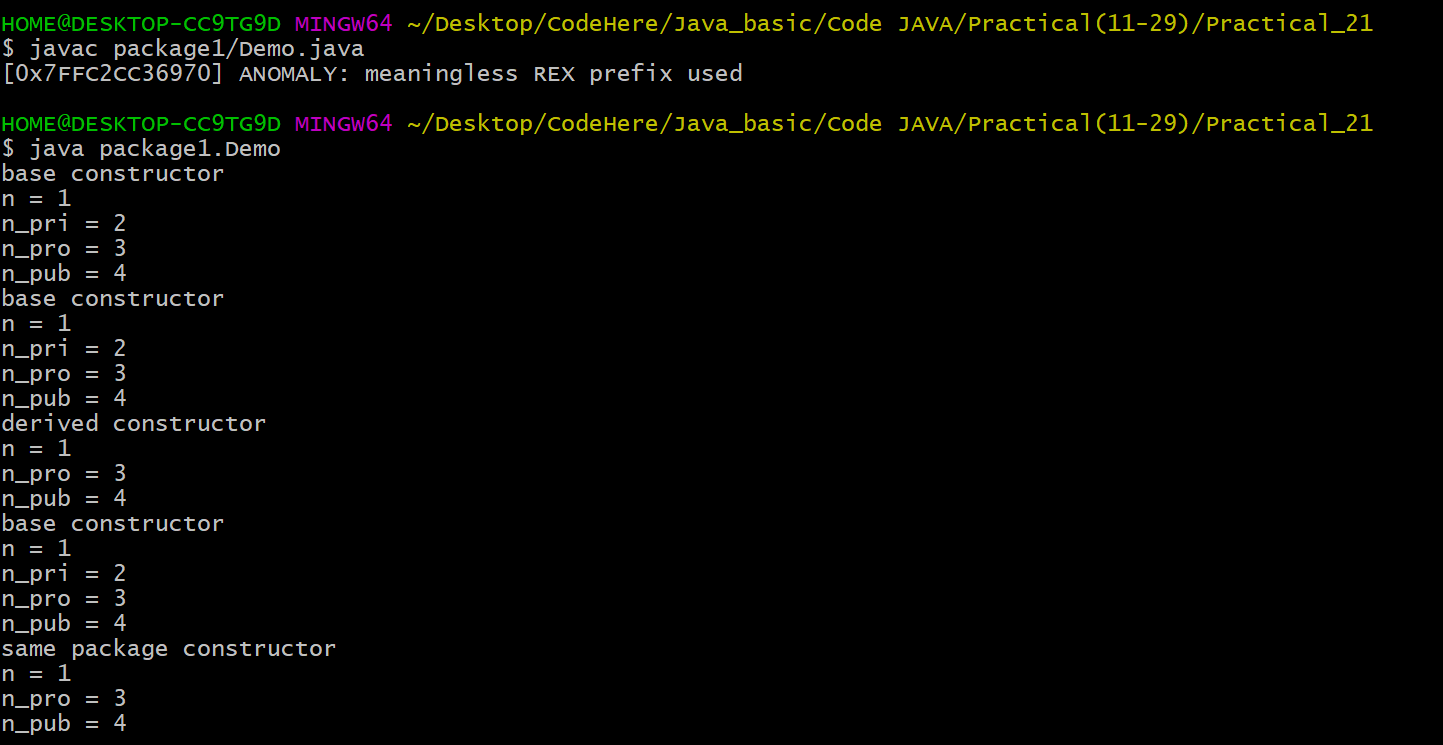 HOME@DESKTOP-CC9TG9D MINGW64 ~/Desktop/CodeHere/Java_basic/Code JAVA/Practical(11-29)/Practical_21
$ javac package1/Demo.java
[0x7FFC2CC36970] ANOMALY: meaningless REX prefix used

HOME@DESKTOP-CC9TG9D MINGW64 ~/Desktop/CodeHere/Java_basic/Code JAVA/Practical(11-29)/Practical_21
$ java package1.Demo
base constructor
n = 1
n_pri = 2
n_pro = 3
n_pub = 4
base constructor
n = 1
n_pri = 2
n_pro = 3
n_pub = 4
derived constructor
n = 1
n_pro = 3
n_pub = 4
base constructor
n = 1
n_pri = 2
n_pro = 3
n_pub = 4
same package constructor
n = 1
n_pro = 3
n_pub = 4